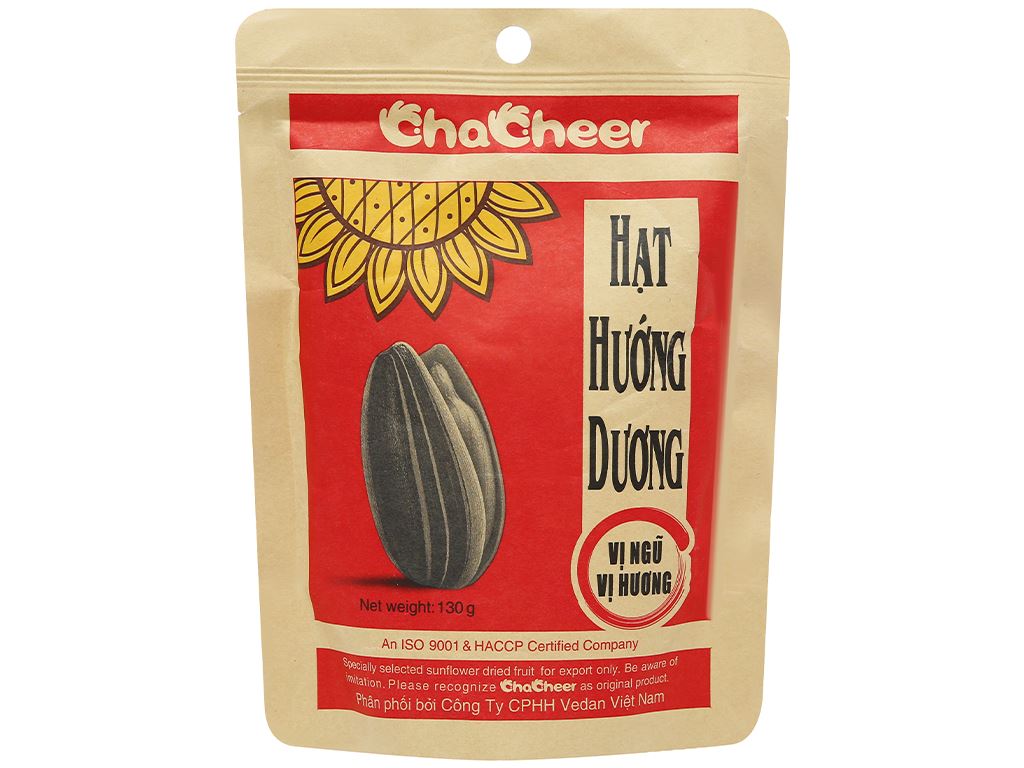 ChaCheer
HẠT
HƯỚNG
DƯƠNG
VỊ NGŨ
VỊ HƯƠNG
Net weight: 130 g
An ISO 9001 & HACCP Certified Company
Specially selected sunflower dried fruit for export only. Be aware of
imitation. Please recognize ChaCheer as original product.
Phân phối bởi Công Ty CPHH Vedan Việt Nam